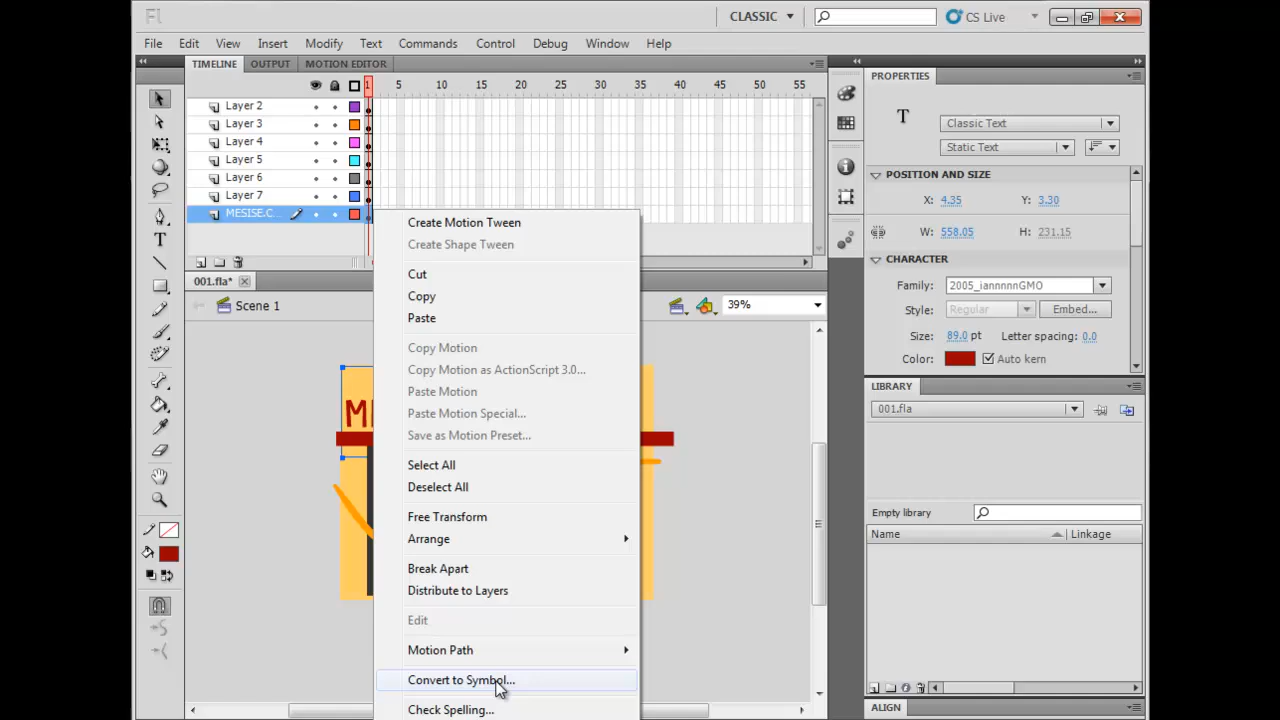 Fl
CLASSIC
CS Live
File Edit View Insert Modify Text Commands Control Debug Window Help
TIMELINE OUTPUT MOTION EDITOR
1 5 10 15 20 25 30 35 40 45 50 55
Layer 2
Layer 3
Layer 4
Layer 5
Layer 6
Layer 7
MESISE.C...
001.fla*
Scene 1
39%
Create Motion Tween
Create Shape Tween
Cut
Copy
Paste
Copy Motion
Copy Motion as ActionScript 3.0...
Paste Motion
Paste Motion Special...
Save as Motion Preset...
Select All
Deselect All
Free Transform
Arrange
Break Apart
Distribute to Layers
Edit
Motion Path
Convert to Symbol...
Check Spelling...
PROPERTIES
T
Classic Text
Static Text
POSITION AND SIZE
X: 4.35 Y: 3.30
W: 558.05 H: 231.15
CHARACTER
Family: 2005_iannnnnGMO
Style: Regular Embed...
Size: 89.0 pt Letter spacing: 0.0
Color: Auto kern
LIBRARY
001.fla
Empty library
Name Linkage
ALIGN